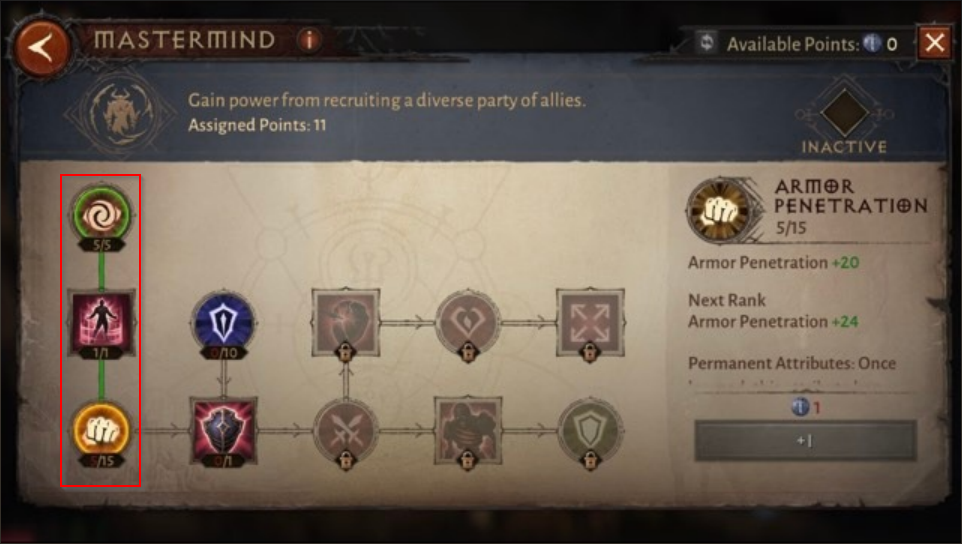 MASTERMIND
i
Available Points: 0
Gain power from recruiting a diverse party of allies.
Assigned Points: 11
INACTIVE
5/5
1/1
5/15
0/10
0/1
ARMOR
PENETRATION
5/15
Armor Penetration +20
Next Rank
Armor Penetration +24
Permanent Attributes: Once
1
+1